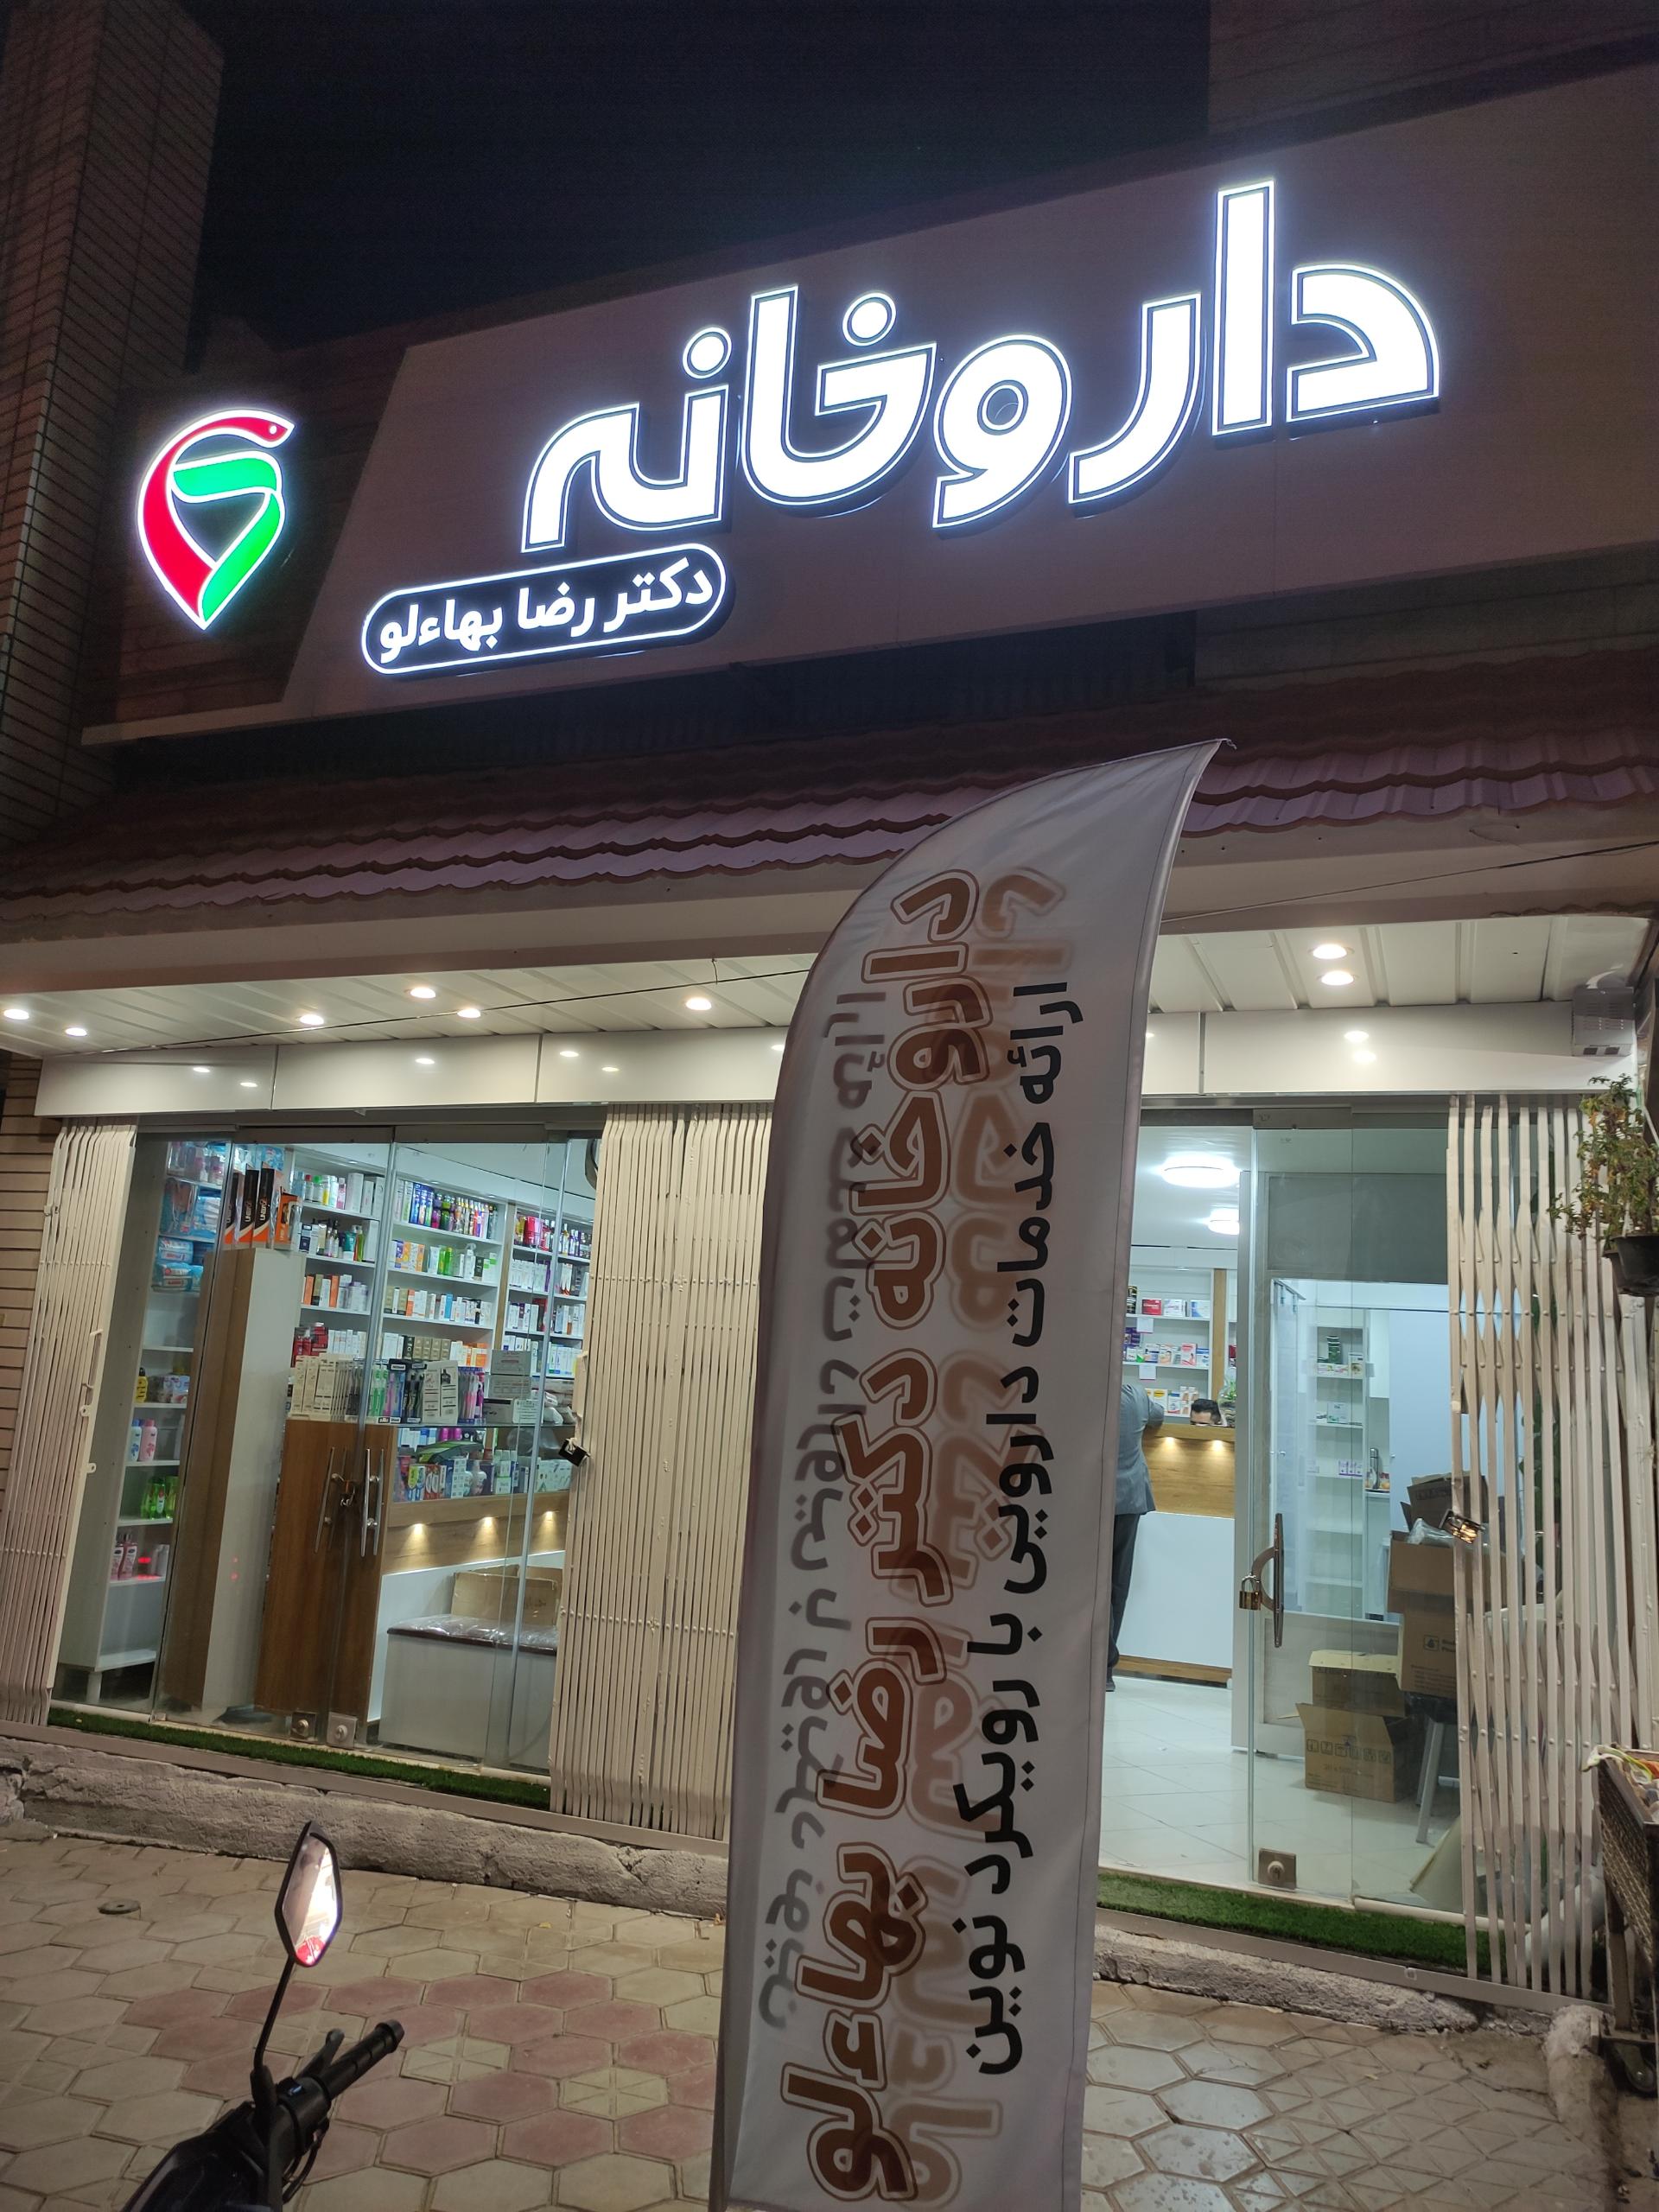 داروخانه
دکتر رضا بهاءلو
داروخانه دکتر رضا بهاءلو
ارائه خدمات دارویی با رویکرد نوین